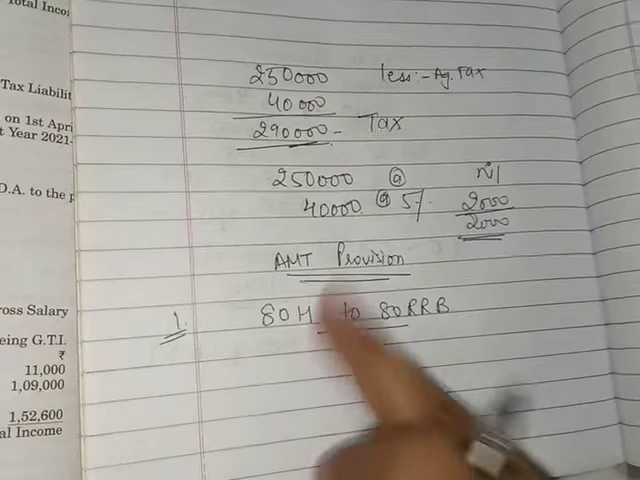 Total Incor
Tax Liabilit
on 1st Apri
t Year 2021-
D.A. to the p
ross Salary
eing G.T.I.
₹
11,000
1,09,000
1,52,600
al Income
250000 less:- Ag. Tax
40000
290000- Tax
250000 @ Nil
40000 @ 5%. 2000
2000
AMT Provision
1. 80H to 80RRB